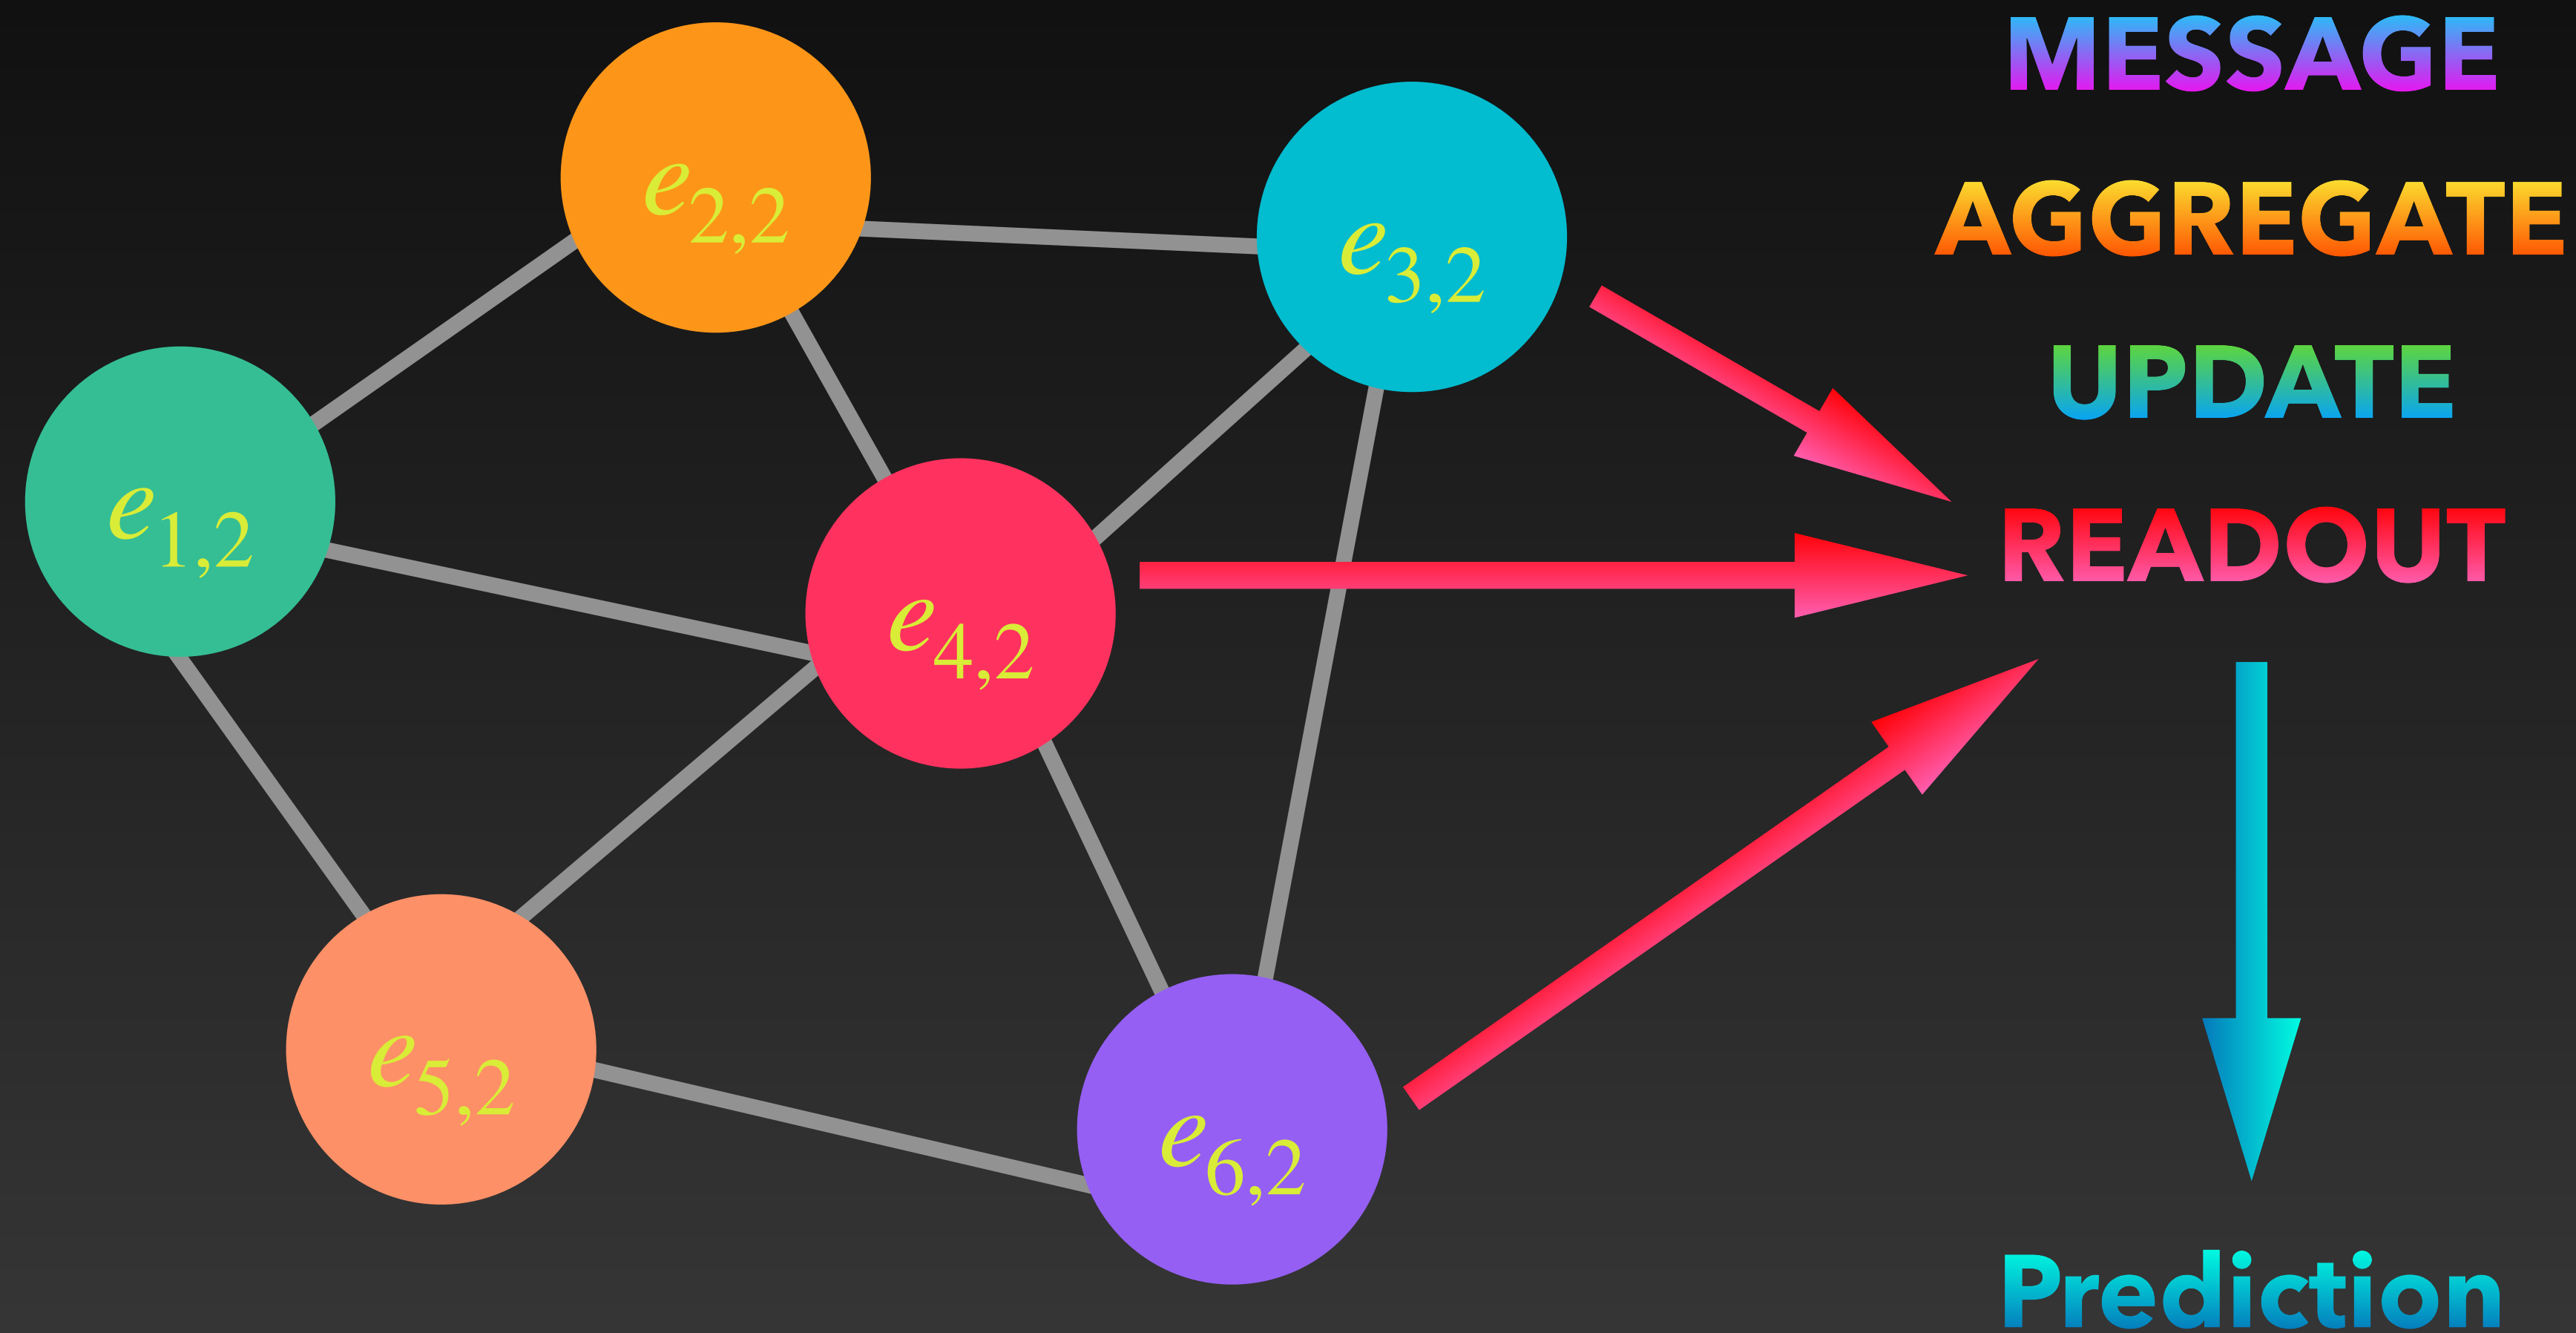 MESSAGE
AGGREGATE
UPDATE
READOUT
Prediction
e2,2
e3,2
e1,2
e4,2
e5,2
e6,2